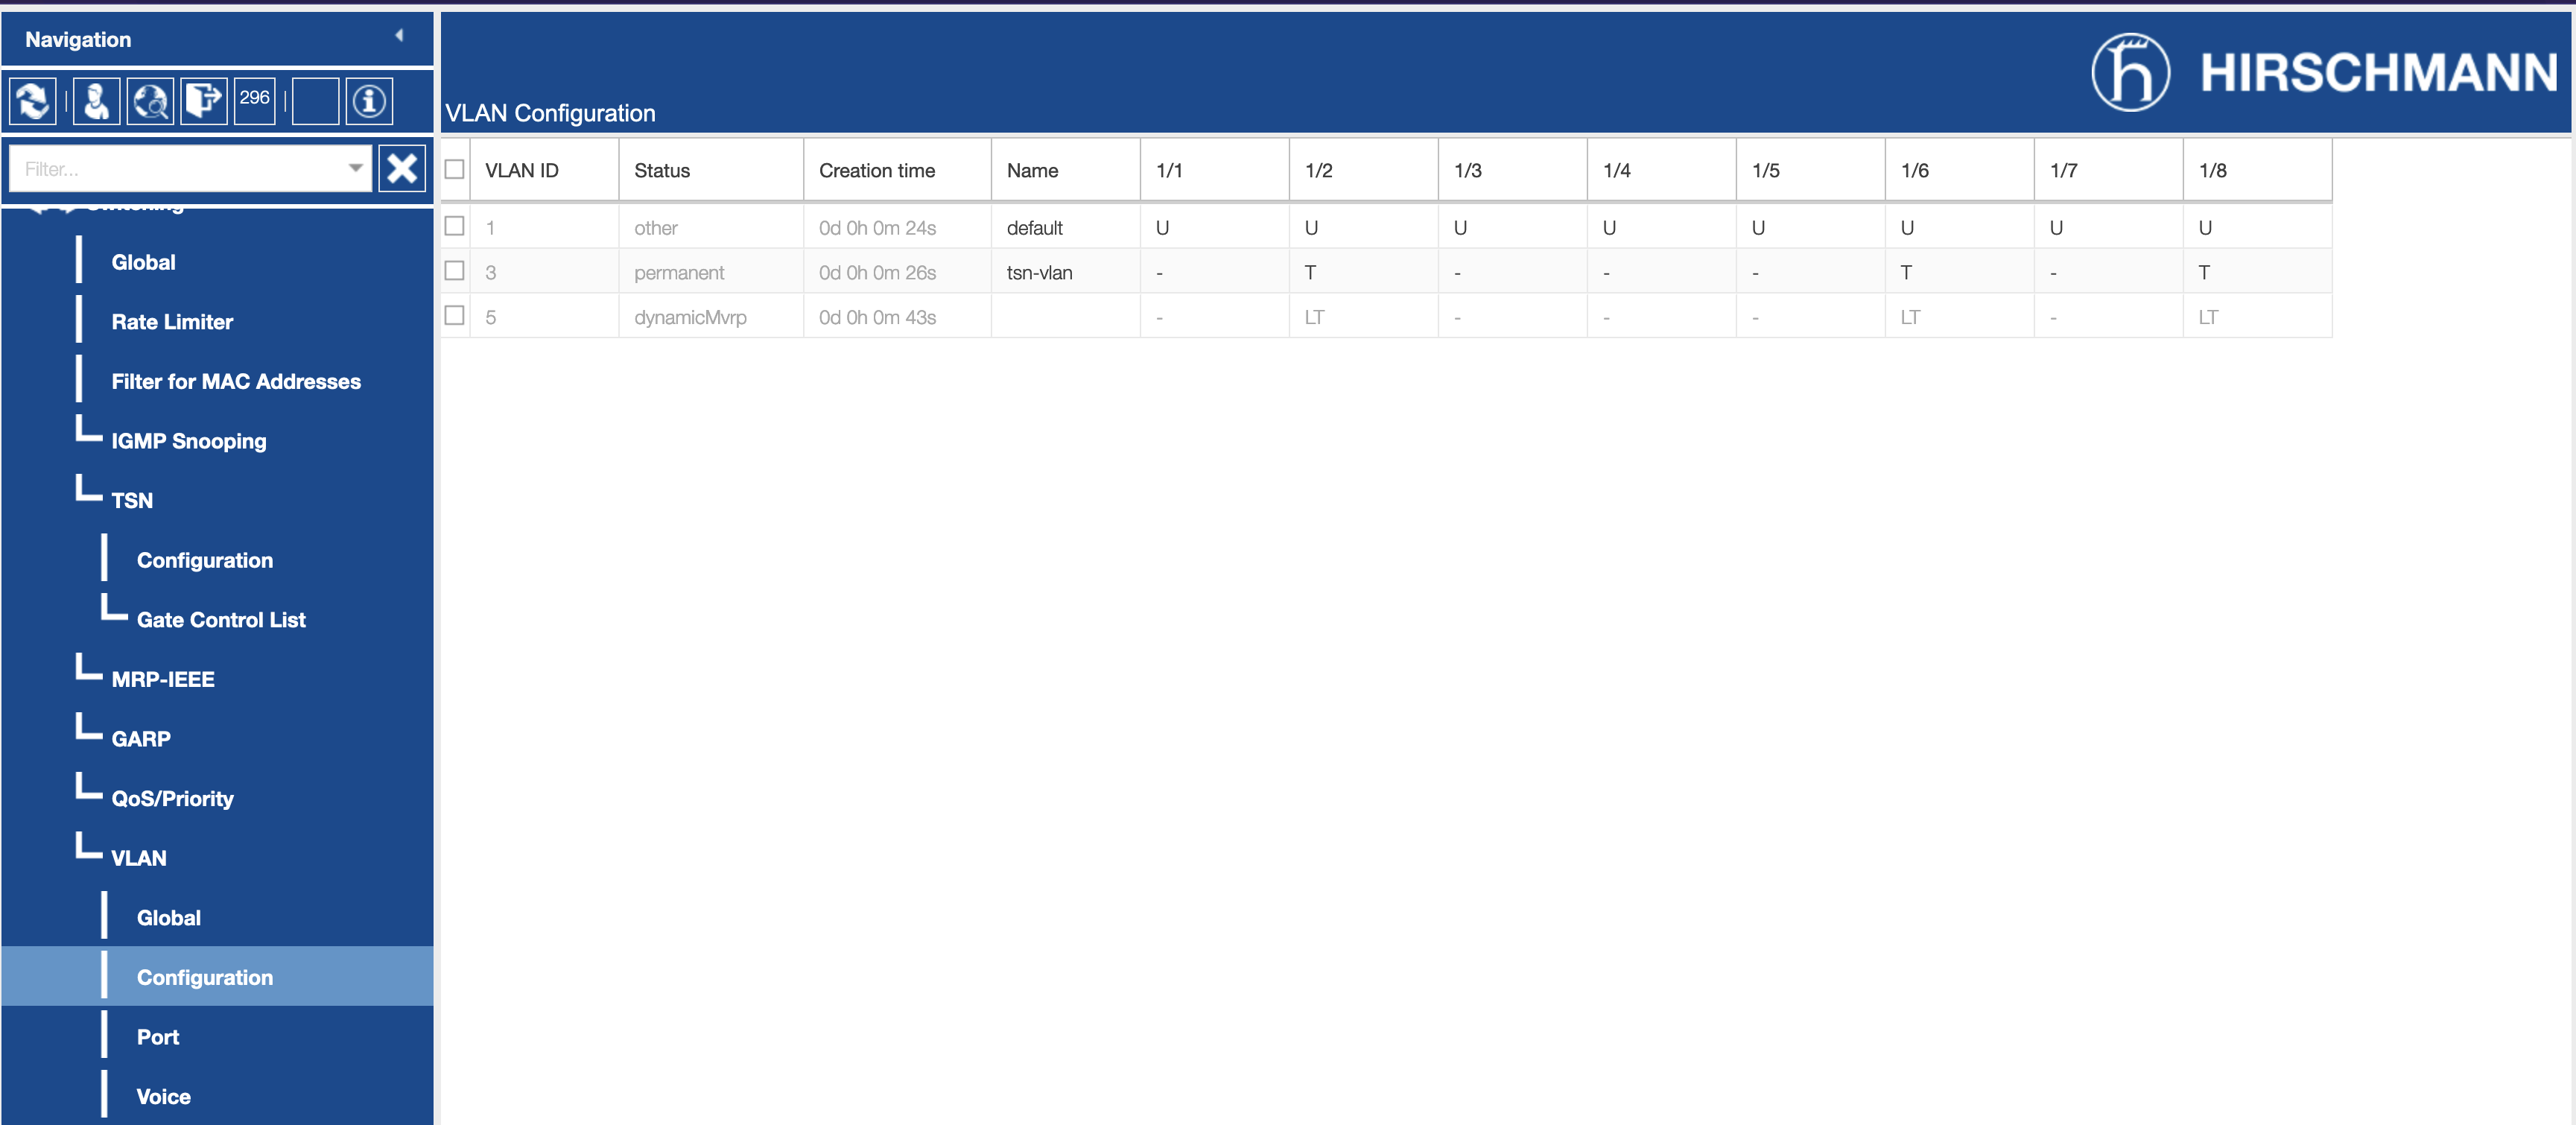 Navigation
HIRSCHMANN
296
VLAN Configuration
Filter...
VLAN ID Status Creation time Name 1/1 1/2 1/3 1/4 1/5 1/6 1/7 1/8
1 other 0d 0h 0m 24s default U U U U U U U U
3 permanent 0d 0h 0m 26s tsn-vlan - T - - - T - T
5 dynamicMvrp 0d 0h 0m 43s - LT - - - LT - LT
Switching
Global
Rate Limiter
Filter for MAC Addresses
IGMP Snooping
TSN
Configuration
Gate Control List
MRP-IEEE
GARP
QoS/Priority
VLAN
Global
Configuration
Port
Voice